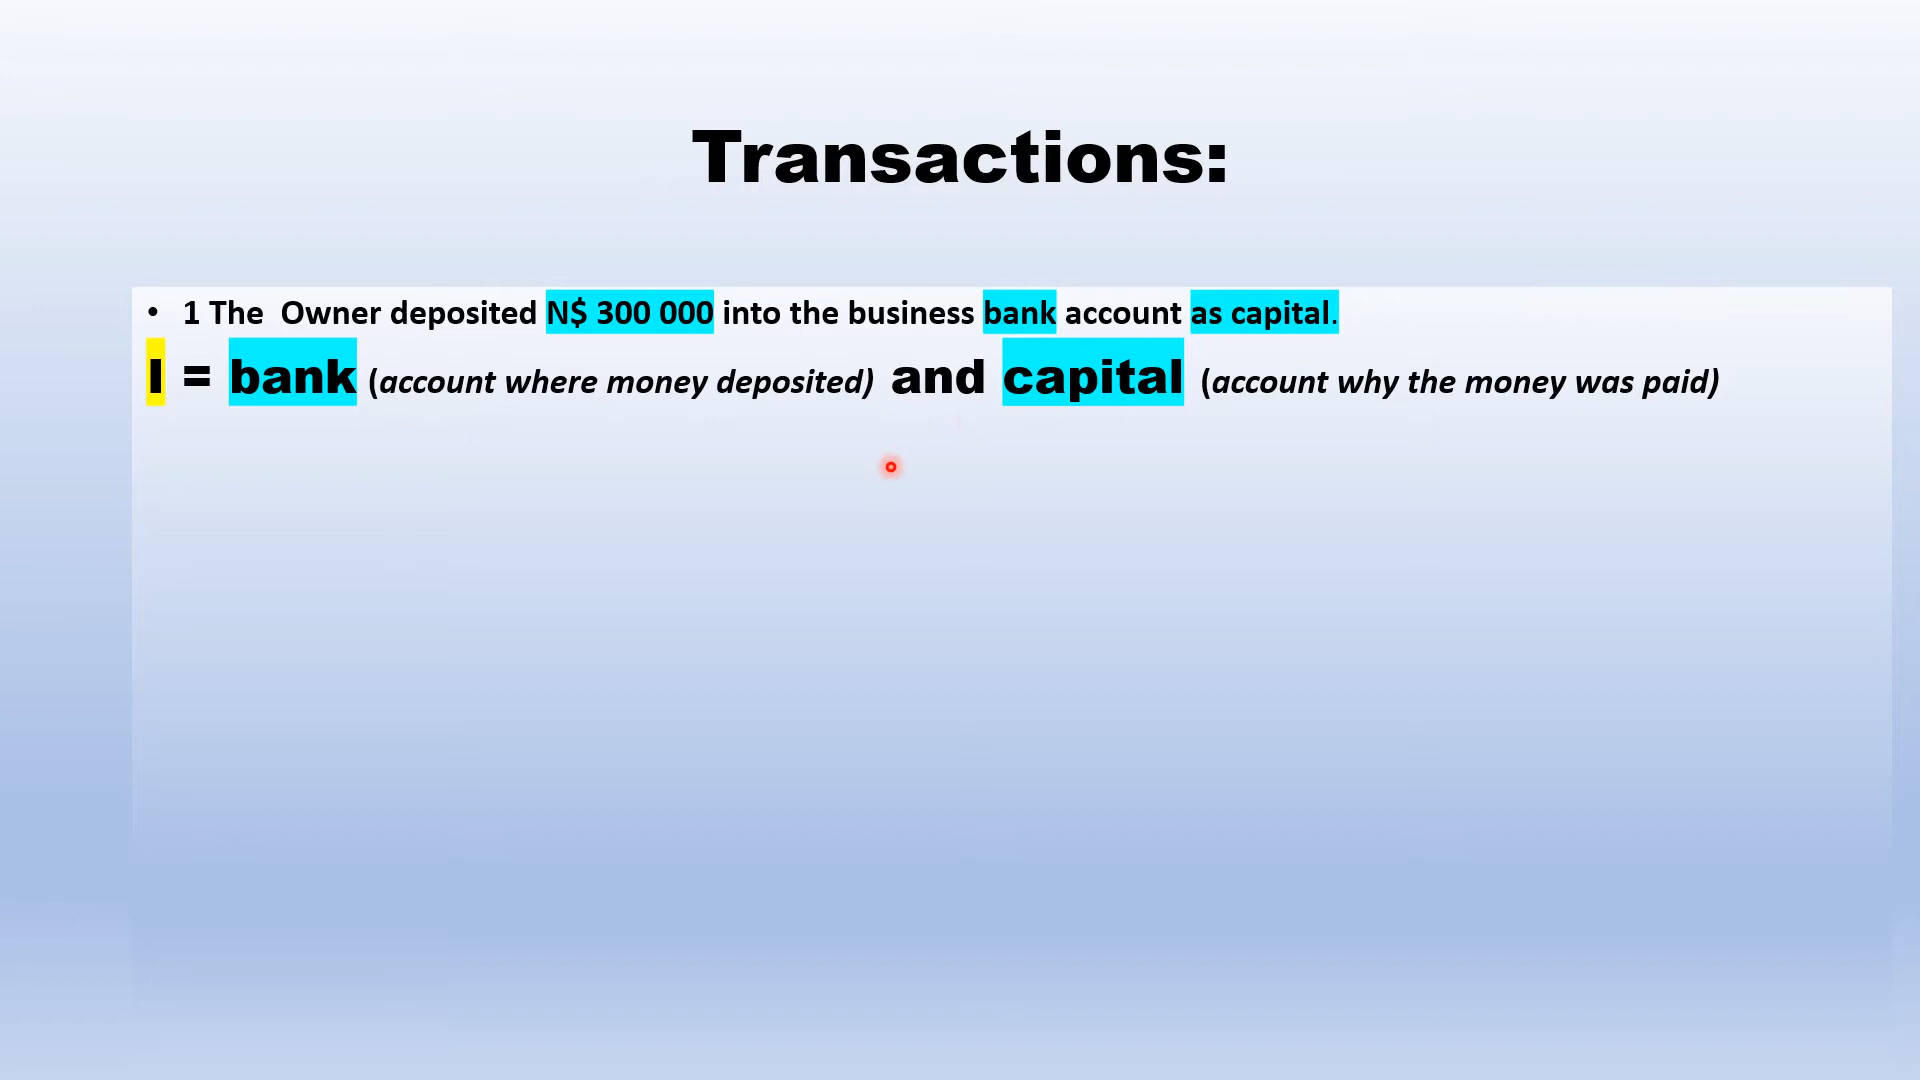 Transactions:
• 1 The  Owner deposited N$ 300 000 into the business bank account as capital.
I = bank (account where money deposited) and capital (account why the money was paid)